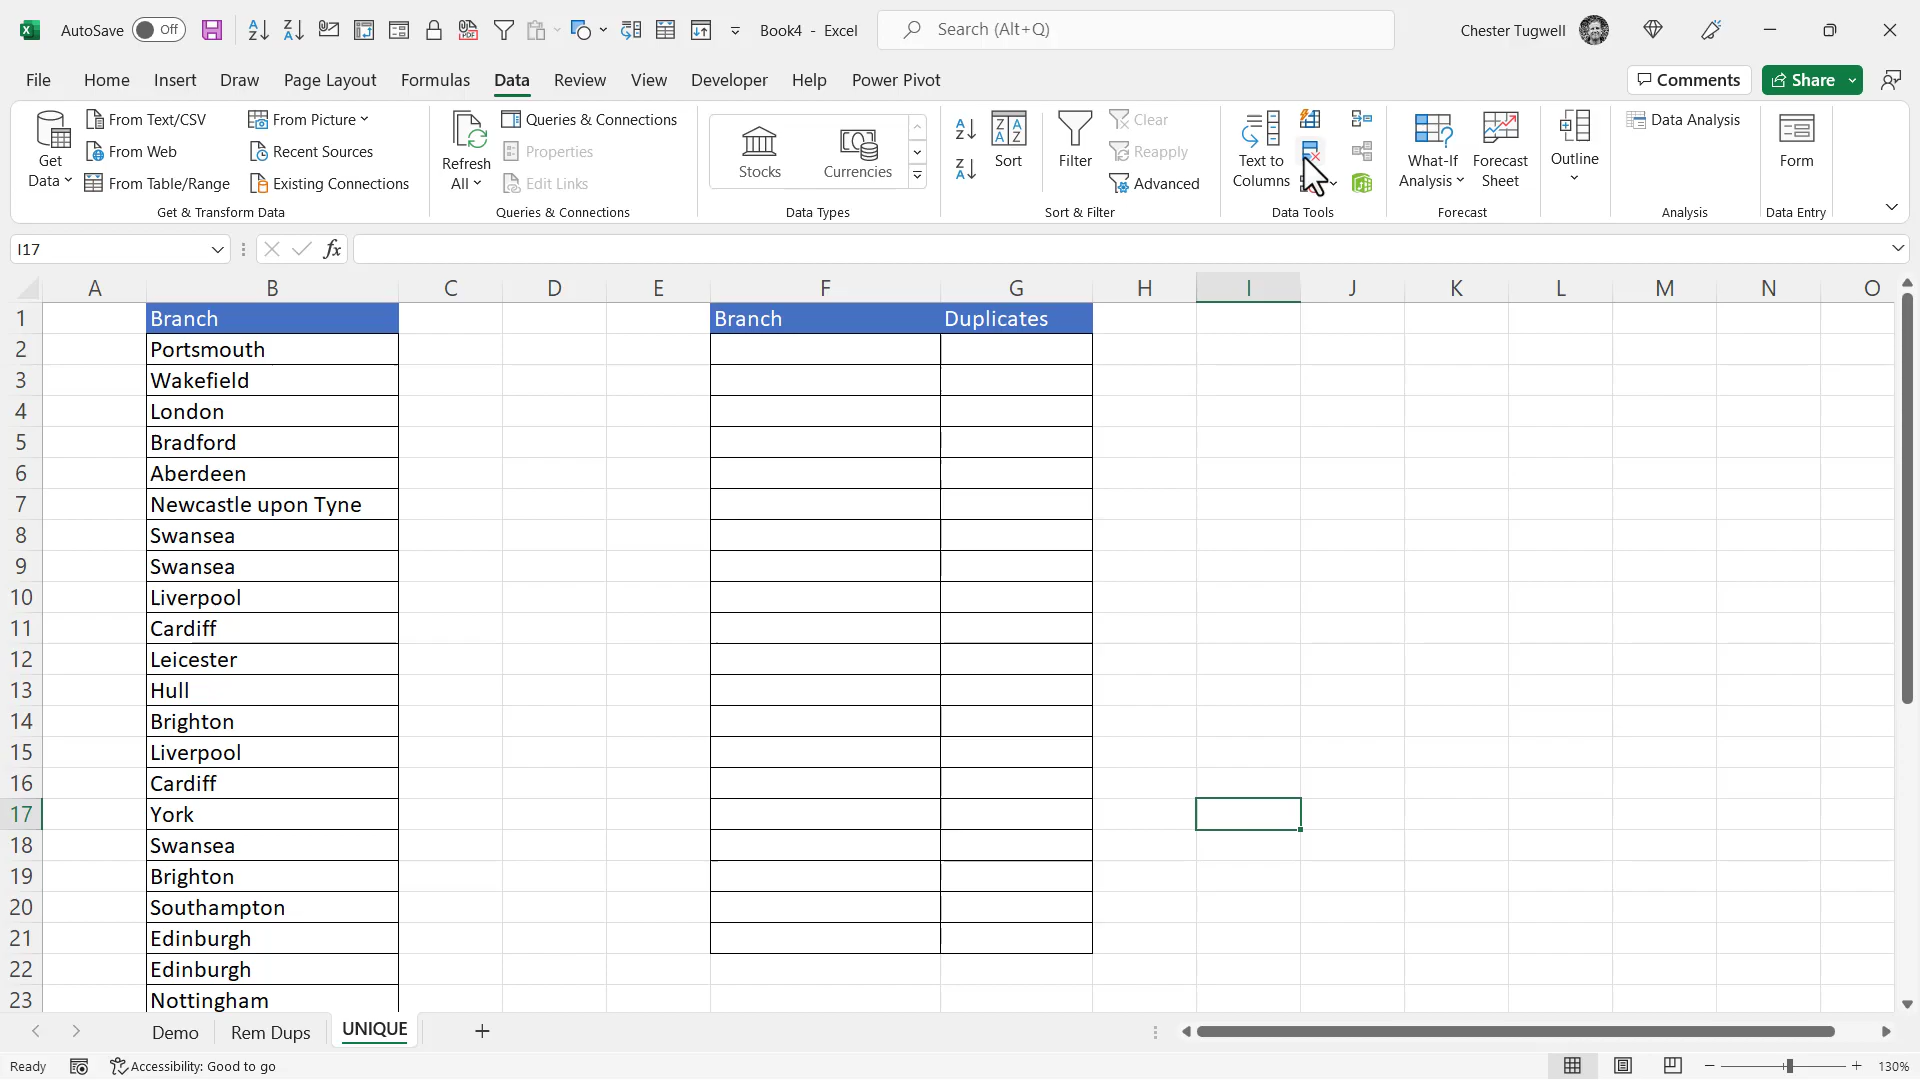 AutoSave Off Book4 - Excel Search (Alt+Q) Chester Tugwell
File Home Insert Draw Page Layout Formulas Data Review View Developer Help Power Pivot Comments Share
Get Data
From Text/CSV
From Web
From Table/Range
From Picture
Recent Sources
Existing Connections
Get & Transform Data
Refresh All
Queries & Connections
Properties
Edit Links
Queries & Connections
Stocks
Currencies
Data Types
Sort
Filter
Clear
Reapply
Advanced
Sort & Filter
Text to Columns
Data Tools
What-If Analysis
Forecast Sheet
Forecast
Outline
Data Analysis
Analysis
Form
Data Entry
I17 fx
A B C D E F G H I J K L M N O
1 Branch Branch Duplicates
2 Portsmouth
3 Wakefield
4 London
5 Bradford
6 Aberdeen
7 Newcastle upon Tyne
8 Swansea
9 Swansea
10 Liverpool
11 Cardiff
12 Leicester
13 Hull
14 Brighton
15 Liverpool
16 Cardiff
17 York
18 Swansea
19 Brighton
20 Southampton
21 Edinburgh
22 Edinburgh
23 Nottingham
Demo Rem Dups UNIQUE
Ready Accessibility: Good to go 130%